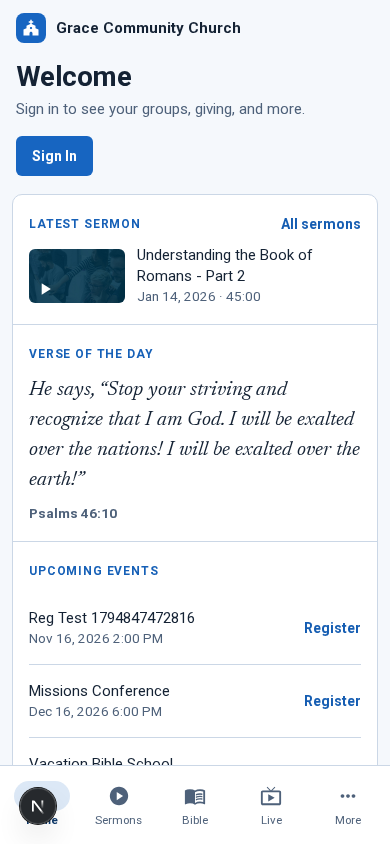 Grace Community Church
Welcome
Sign in to see your groups, giving, and more.
Sign In
LATEST SERMON
All sermons
Understanding the Book of
Romans - Part 2
Jan 14, 2026 · 45:00
VERSE OF THE DAY
He says, “Stop your striving and
recognize that I am God. I will be exalted
over the nations! I will be exalted over the
earth!”
Psalms 46:10
UPCOMING EVENTS
Reg Test 1794847472816
Nov 16, 2026 2:00 PM
Register
Missions Conference
Dec 16, 2026 6:00 PM
Register
Vacation Bible School
N
Sermons
Bible
Live
More